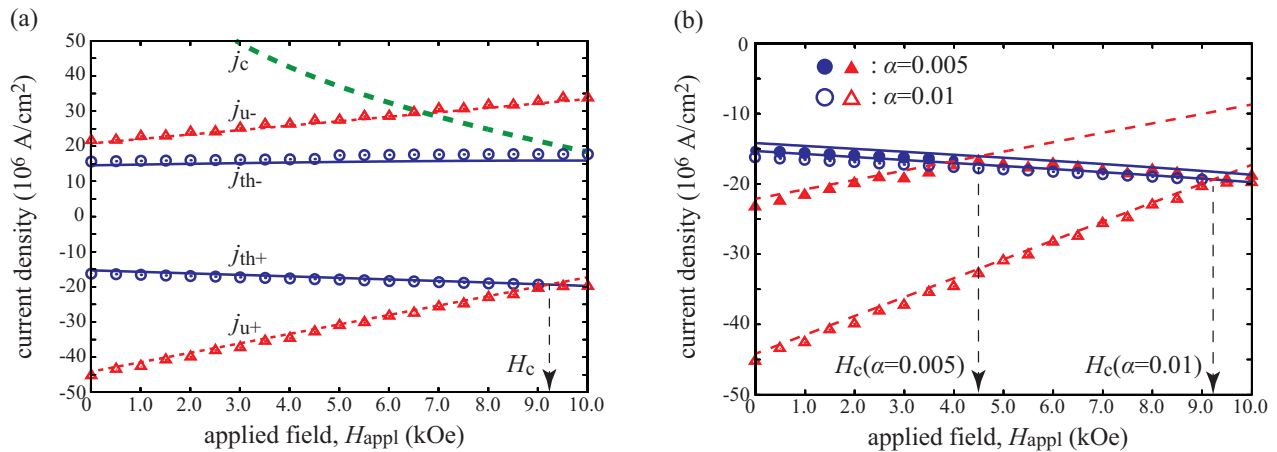 (a)
current density (10⁶ A/cm²)
50
40
30
20
10
0
-10
-20
-30
-40
-50
jc
ju-
jth-
jth+
ju+
Hc
0 1.0 2.0 3.0 4.0 5.0 6.0 7.0 8.0 9.0 10.0
applied field, Happl (kOe)
(b)
current density (10⁶ A/cm²)
0
-10
-20
-30
-40
-50
: α=0.005
: α=0.01
Hc(α=0.005)
Hc(α=0.01)
0 1.0 2.0 3.0 4.0 5.0 6.0 7.0 8.0 9.0 10.0
applied field, Happl (kOe)